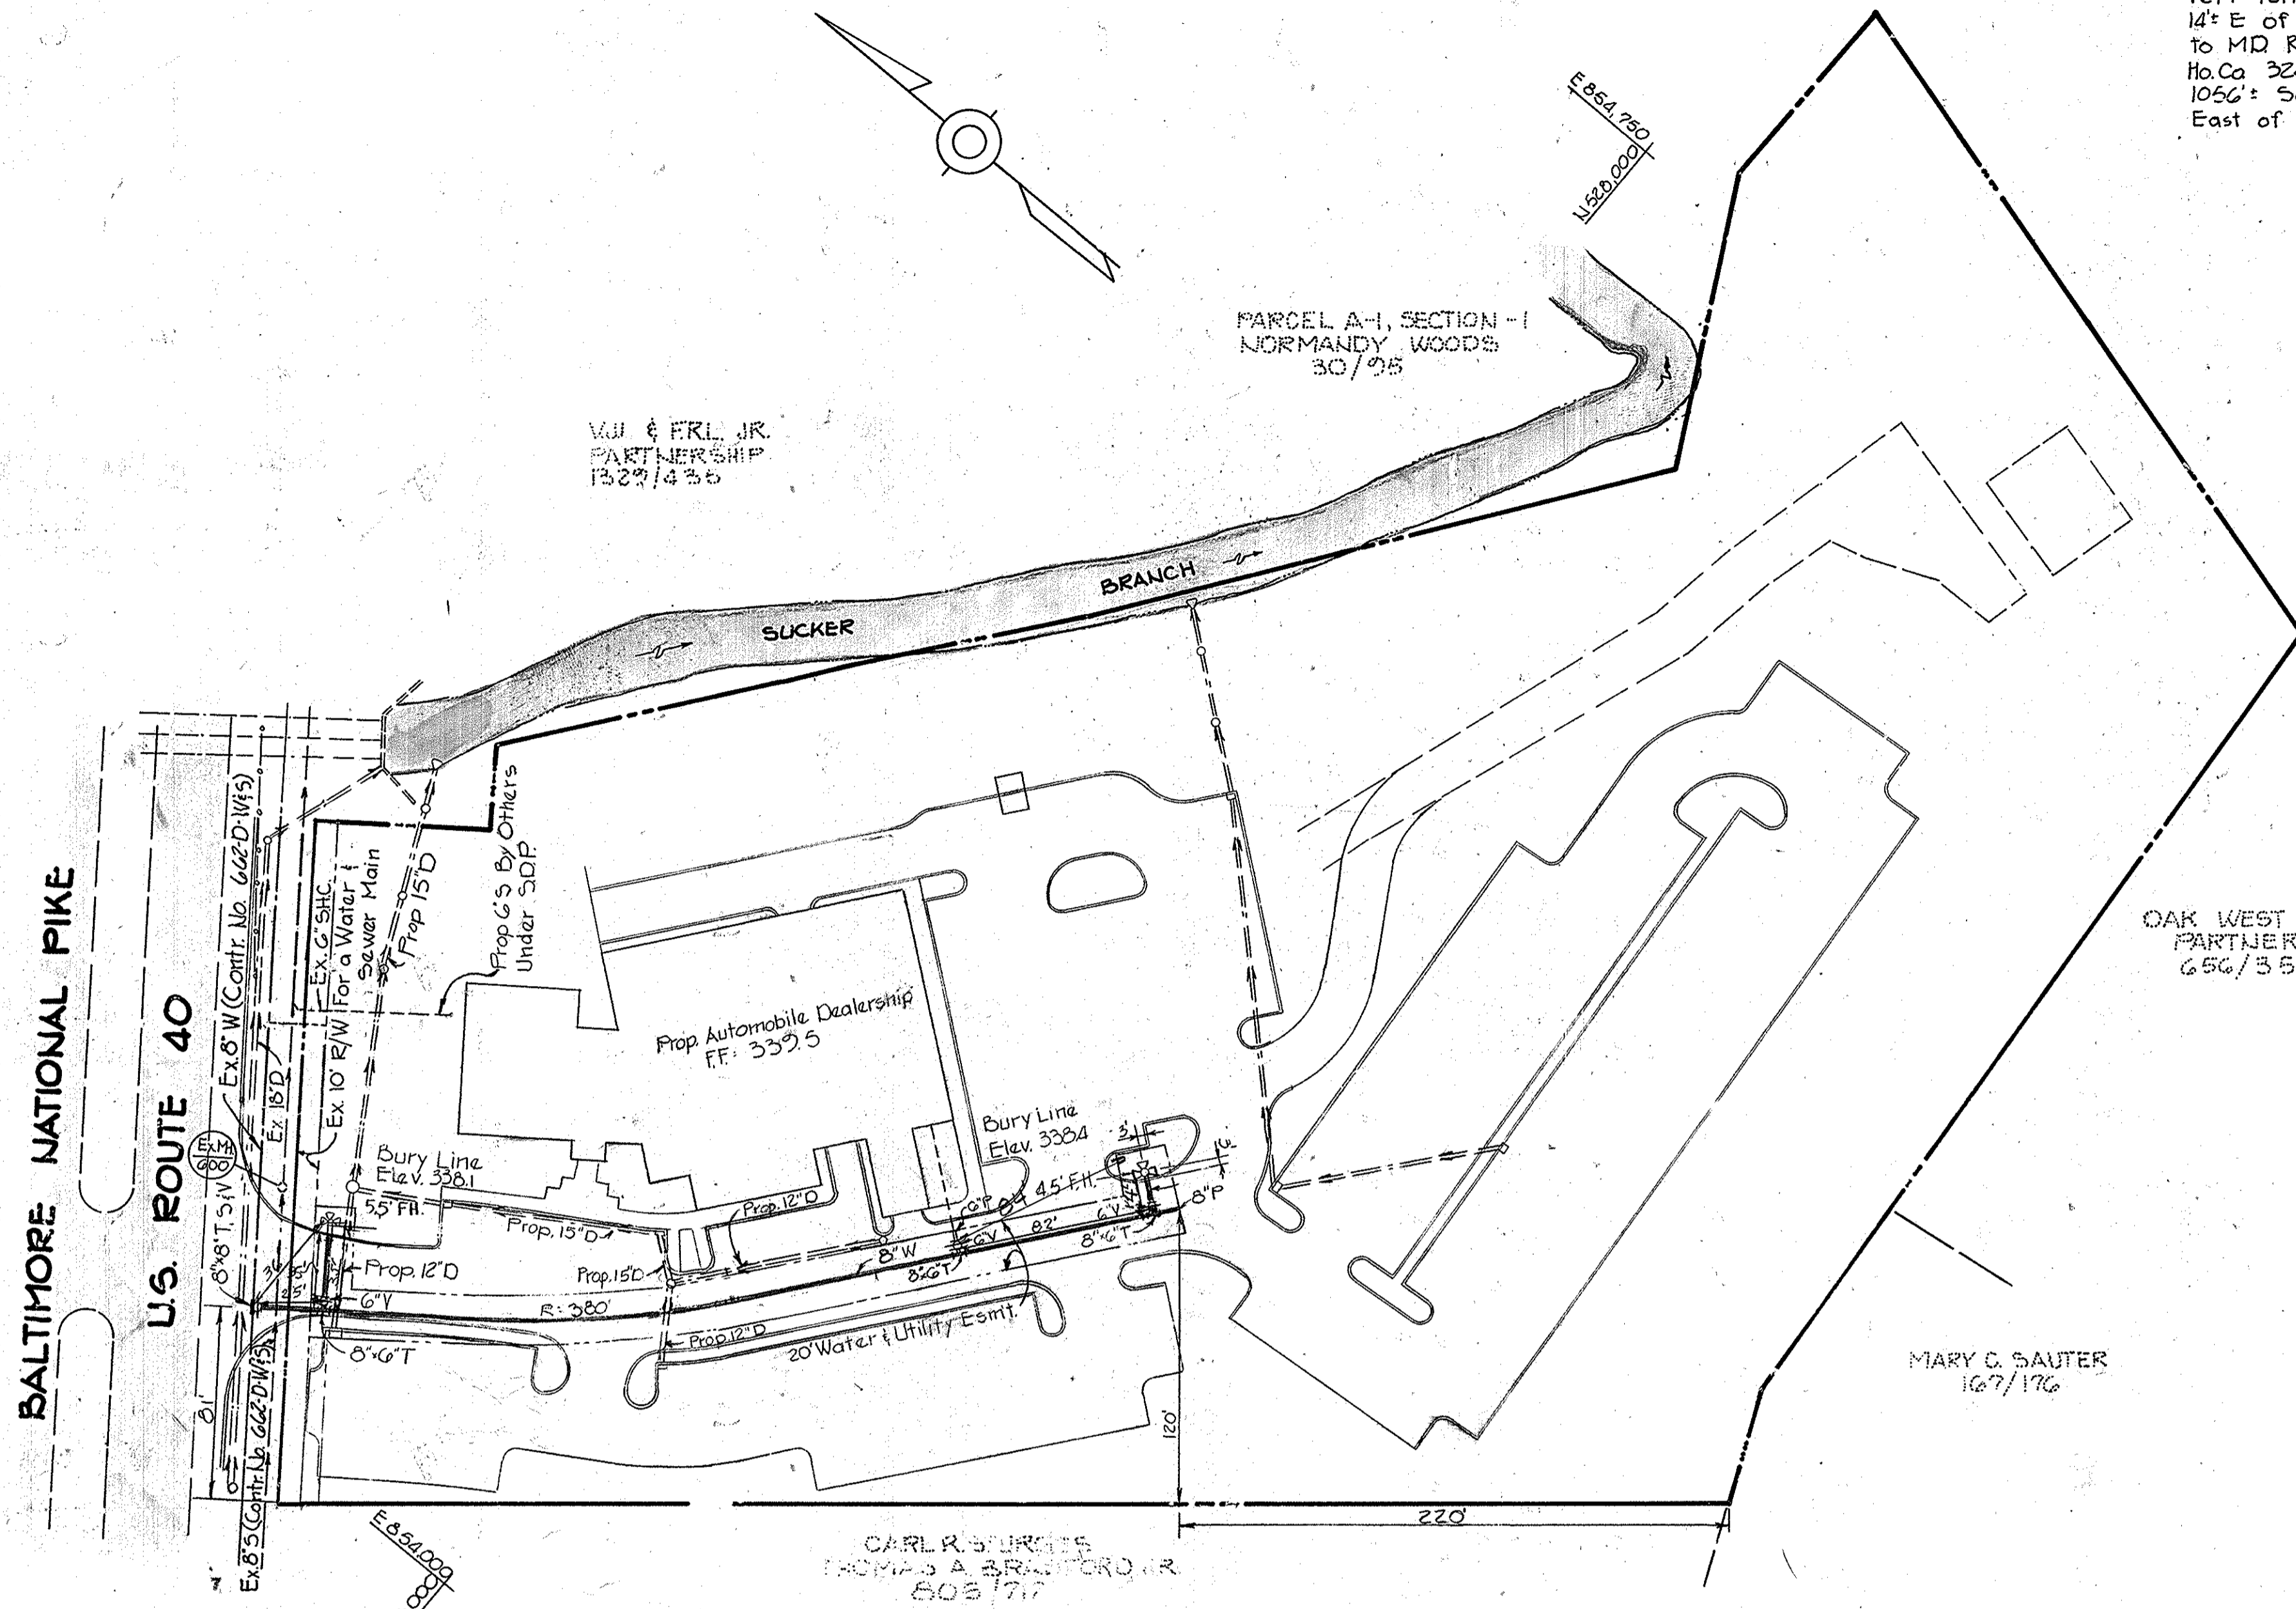 14'± E of
to MD. R
Ho. Co. 32
1056'±
East of
E 854,750
N 528,000
PARCEL A-1, SECTION -1
NORMANDY WOODS
30/95
PARTNERSHIP
1329/435
SUCKER
BRANCH
BALTIMORE NATIONAL PIKE
U.S. ROUTE 40
Ex. 8" W (Contr. No. 662-D-W&S)
Ex. 18" D
Ex. 6" SHC
Ex. 10' R/W For a Water &
Sewer Main
Prop 15" D
Prop 6" S By Others
Under S.D.P.
Prop. Automobile Dealership
F.F. = 339.5
OAK WEST
PARTNER
656/35
Ex. MH
600
8"x8" T.S. & V
Bury Line
Elev. 338.1
5.5' F.H.
Prop. 15" D
Prop. 12" D
Bury Line
Elev. 338.4
3'
4.5' F.H.
6" P
8" P
82'
6" V
6" V
8"x6" T
8" W
8"x6" T
Prop. 12" D
Prop. 15" D
6" V
R = 380'
8"x6" T
Prop. 12" D
20' Water & Utility Esmt.
81'
120'
220'
Ex. 8" S (Contr. No. 662-D-W&S)
MARY C. SAUTER
167/176
E 854,000
CARL R. STURGIS
THOMAS A.